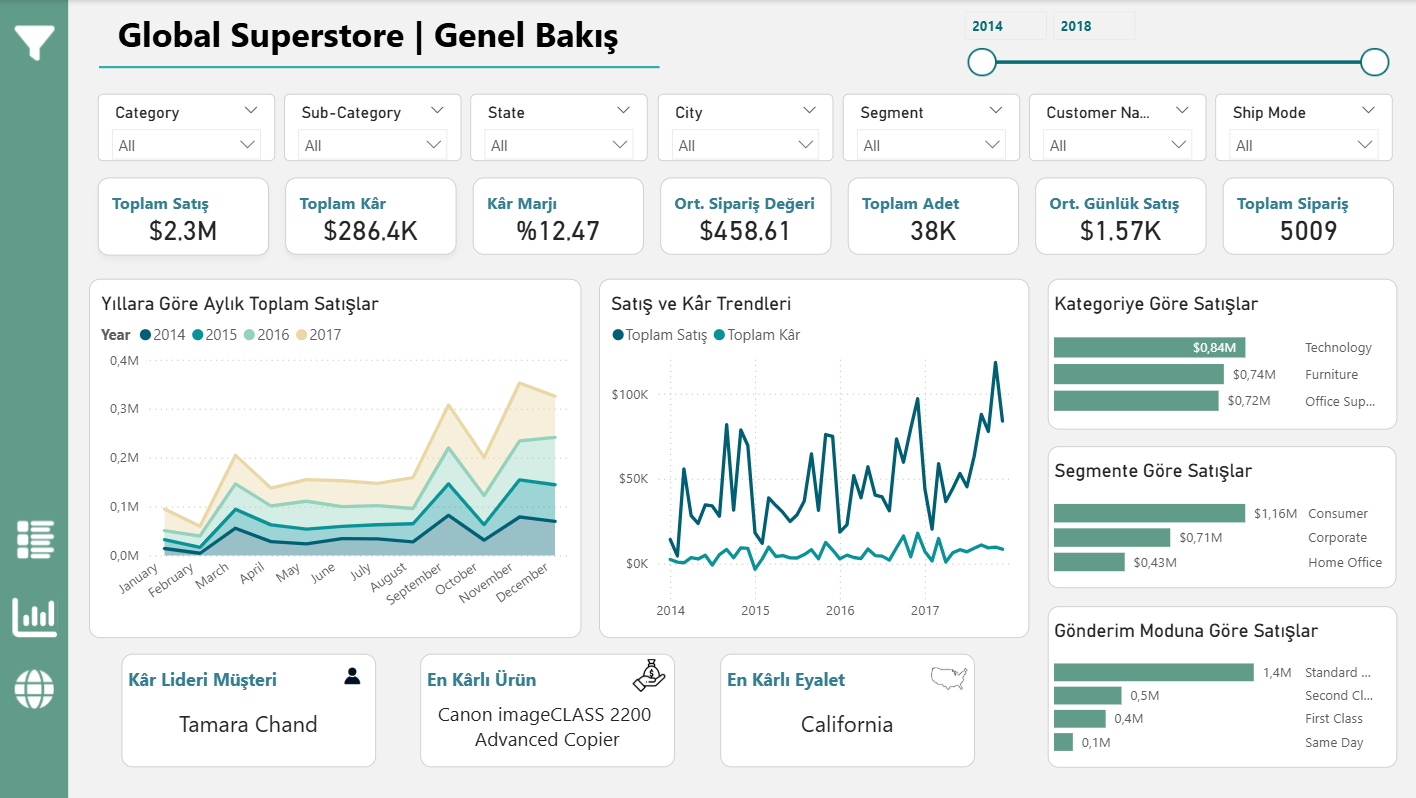 Global Superstore | Genel Bakış
2014 2018
Category State City Segment Customer Na... Ship Mode
Sub-Category
All All All All All All All
Toplam Satış
$2,3M
Toplam Kâr
$286,4K
Kâr Marjı
%12,47
Ort. Sipariş Değeri
$458,61
Toplam Adet
38K
Ort. Günlük Satış
$1,57K
Toplam Sipariş
5009
Yıllara Göre Aylık Toplam Satışlar
Year 2014 2015 2016 2017
0,4M
0,3M
0,2M
0,1M
0,0M
January February March April May June July August September October November December
Satış ve Kâr Trendleri
Toplam Satış Toplam Kâr
$100K
$50K
$0K
2014 2015 2016 2017
Kategoriye Göre Satışlar
$0,84M Technology
$0,74M Furniture
$0,72M Office Sup...
Segmente Göre Satışlar
$1,16M Consumer
$0,71M Corporate
$0,43M Home Office
Gönderim Moduna Göre Satışlar
1,4M Standard ...
0,5M Second Cl...
0,4M First Class
0,1M Same Day
Kâr Lideri Müşteri
Tamara Chand
En Kârlı Ürün
Canon imageCLASS 2200
Advanced Copier
En Kârlı Eyalet
California